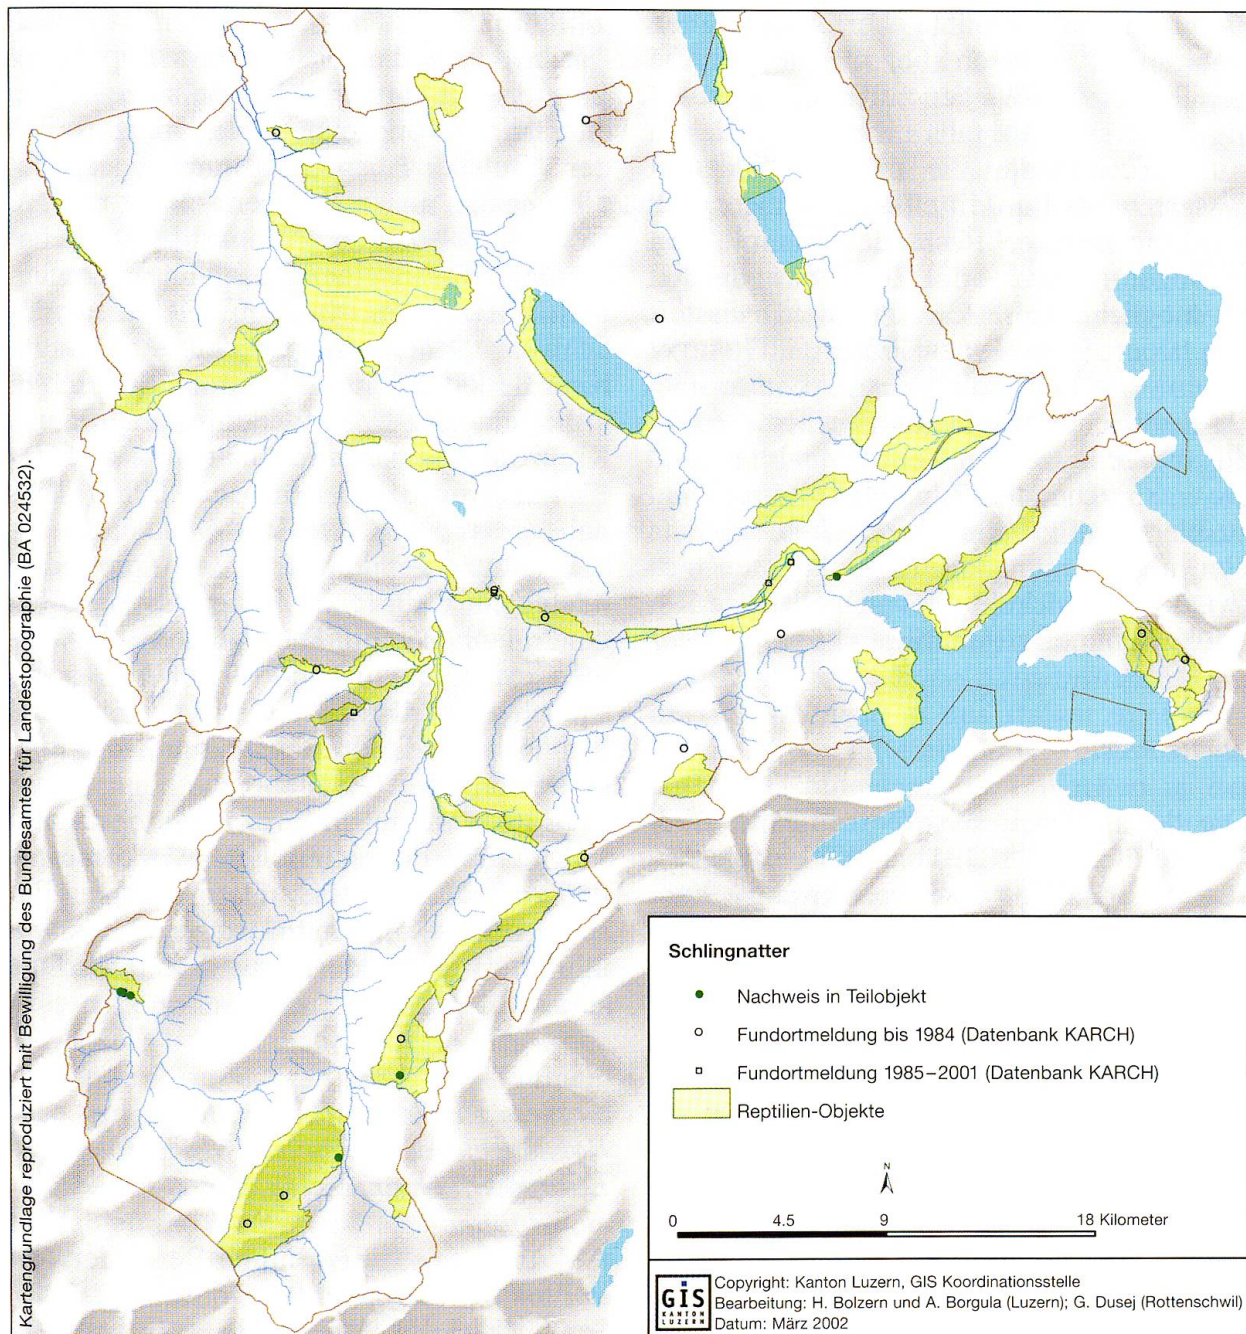 Kartengrundlage reproduziert mit Bewilligung des Bundesamtes für Landestopographie (BA 024532).
Schlingnatter
Nachweis in Teilobjekt
Fundortmeldung bis 1984 (Datenbank KARCH)
Fundortmeldung 1985–2001 (Datenbank KARCH)
Reptilien-Objekte
N
0 4.5 9 18 Kilometer
GIS
KANTON
LUZERN
Copyright: Kanton Luzern, GIS Koordinationsstelle
Bearbeitung: H. Bolzern und A. Borgula (Luzern); G. Dusej (Rottenschwil)
Datum: März 2002